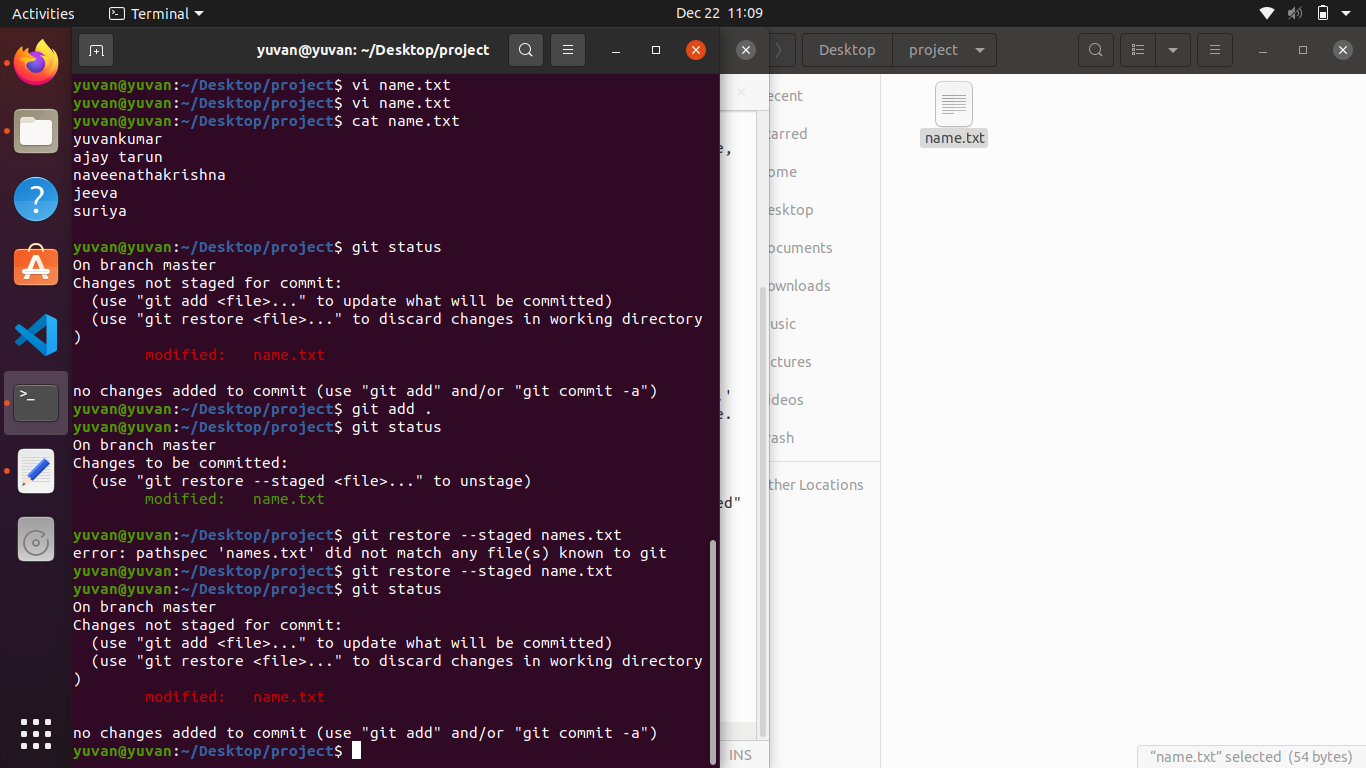 Activities
Terminal
Dec 22 11:09
yuvan@yuvan: ~/Desktop/project
yuvan@yuvan:~/Desktop/project$ vi name.txt
yuvan@yuvan:~/Desktop/project$ vi name.txt
yuvan@yuvan:~/Desktop/project$ cat name.txt
yuvankumar
ajay tarun
naveenathakrishna
jeeva
suriya
yuvan@yuvan:~/Desktop/project$ git status
On branch master
Changes not staged for commit:
(use "git add <file>..." to update what will be committed)
(use "git restore <file>..." to discard changes in working directory
)
modified: name.txt
no changes added to commit (use "git add" and/or "git commit -a")
yuvan@yuvan:~/Desktop/project$ git add .
yuvan@yuvan:~/Desktop/project$ git status
On branch master
Changes to be committed:
(use "git restore --staged <file>..." to unstage)
modified: name.txt
yuvan@yuvan:~/Desktop/project$ git restore --staged names.txt
error: pathspec 'names.txt' did not match any file(s) known to git
yuvan@yuvan:~/Desktop/project$ git restore --staged name.txt
yuvan@yuvan:~/Desktop/project$ git status
On branch master
Changes not staged for commit:
(use "git add <file>..." to update what will be committed)
(use "git restore <file>..." to discard changes in working directory
)
modified: name.txt
no changes added to commit (use "git add" and/or "git commit -a")
yuvan@yuvan:~/Desktop/project$
e,
'
e.
ed"
INS
Desktop
project
ecent
arred
ome
esktop
ocuments
ownloads
usic
ctures
deos
ash
ther Locations
name.txt
"name.txt" selected (54 bytes)